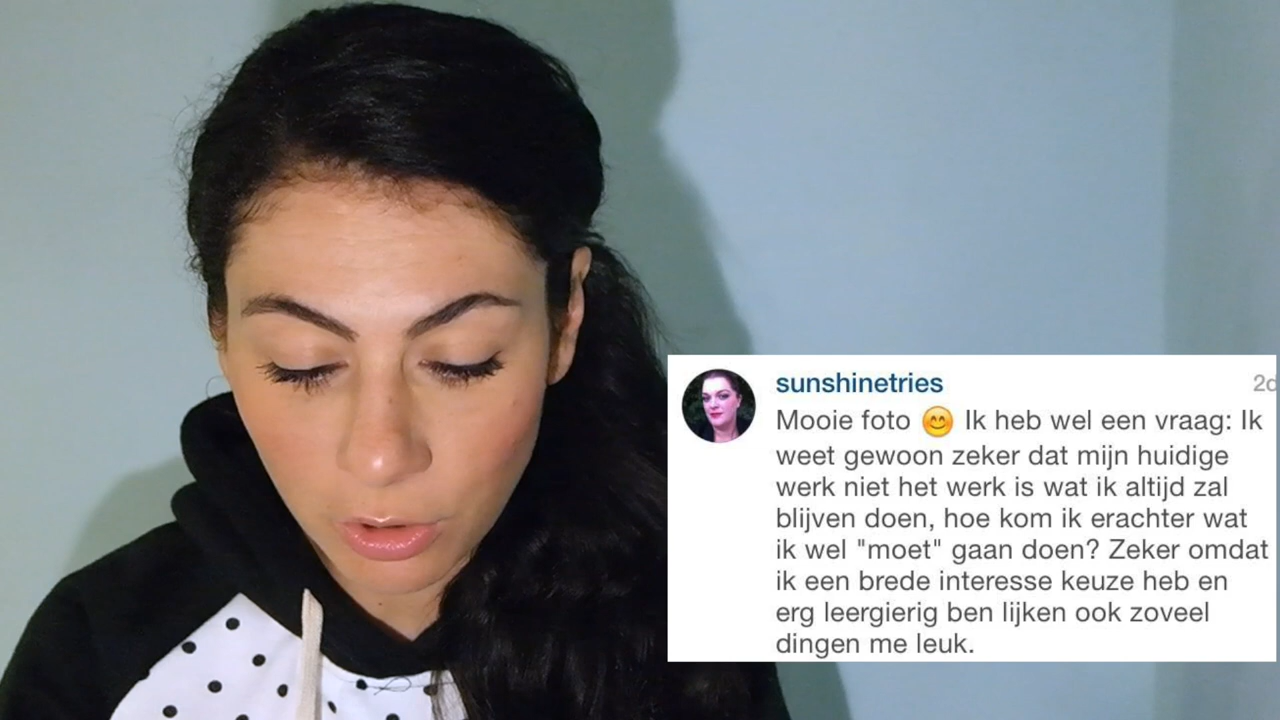 sunshinetries 2d
Mooie foto 😊 Ik heb wel een vraag: Ik
weet gewoon zeker dat mijn huidige
werk niet het werk is wat ik altijd zal
blijven doen, hoe kom ik erachter wat
ik wel "moet" gaan doen? Zeker omdat
ik een brede interesse keuze heb en
erg leergierig ben lijken ook zoveel
dingen me leuk.